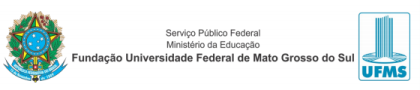 Serviço Público Federal
Ministério da Educação
Fundação Universidade Federal de Mato Grosso do Sul
UFMS